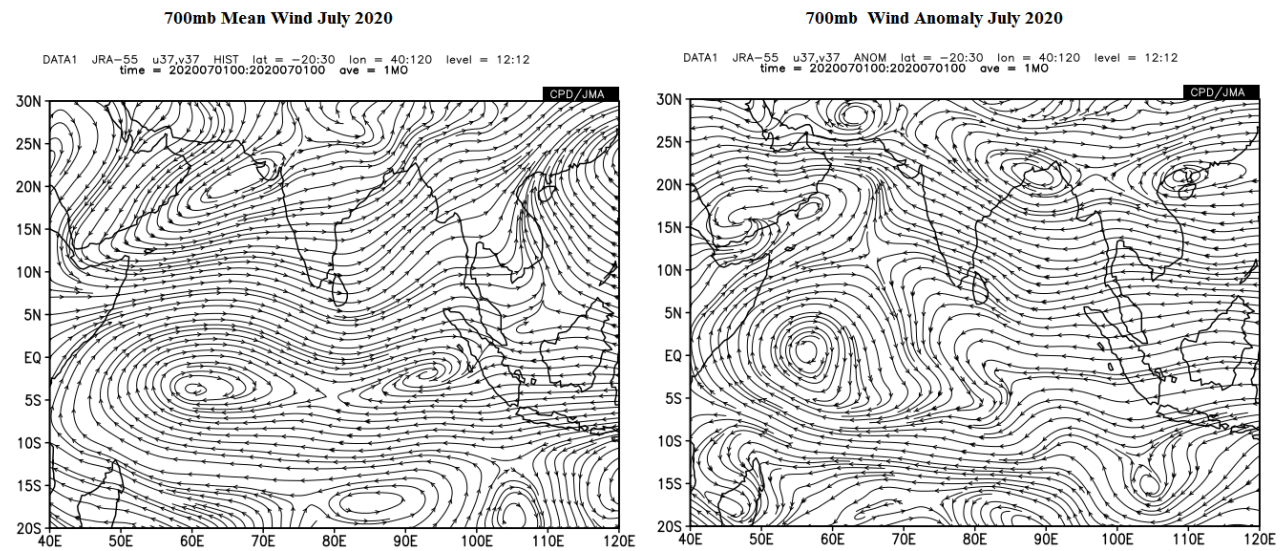 700mb Mean Wind July 2020
DATA1 JRA-55 u37,v37 HIST lat = -20:30 lon = 40:120 level = 12:12
time = 2020070100:2020070100 ave = 1MO
CPD/JMA
30N
25N
20N
15N
10N
5N
EQ
5S
10S
15S
20S
40E 50E 60E 70E 80E 90E 100E 110E 120E
700mb Wind Anomaly July 2020
DATA1 JRA-55 u37,v37 ANOM lat = -20:30 lon = 40:120 level = 12:12
time = 2020070100:2020070100 ave = 1MO
CPD/JMA
30N
25N
20N
15N
10N
5N
EQ
5S
10S
15S
20S
40E 50E 60E 70E 80E 90E 100E 110E 120E